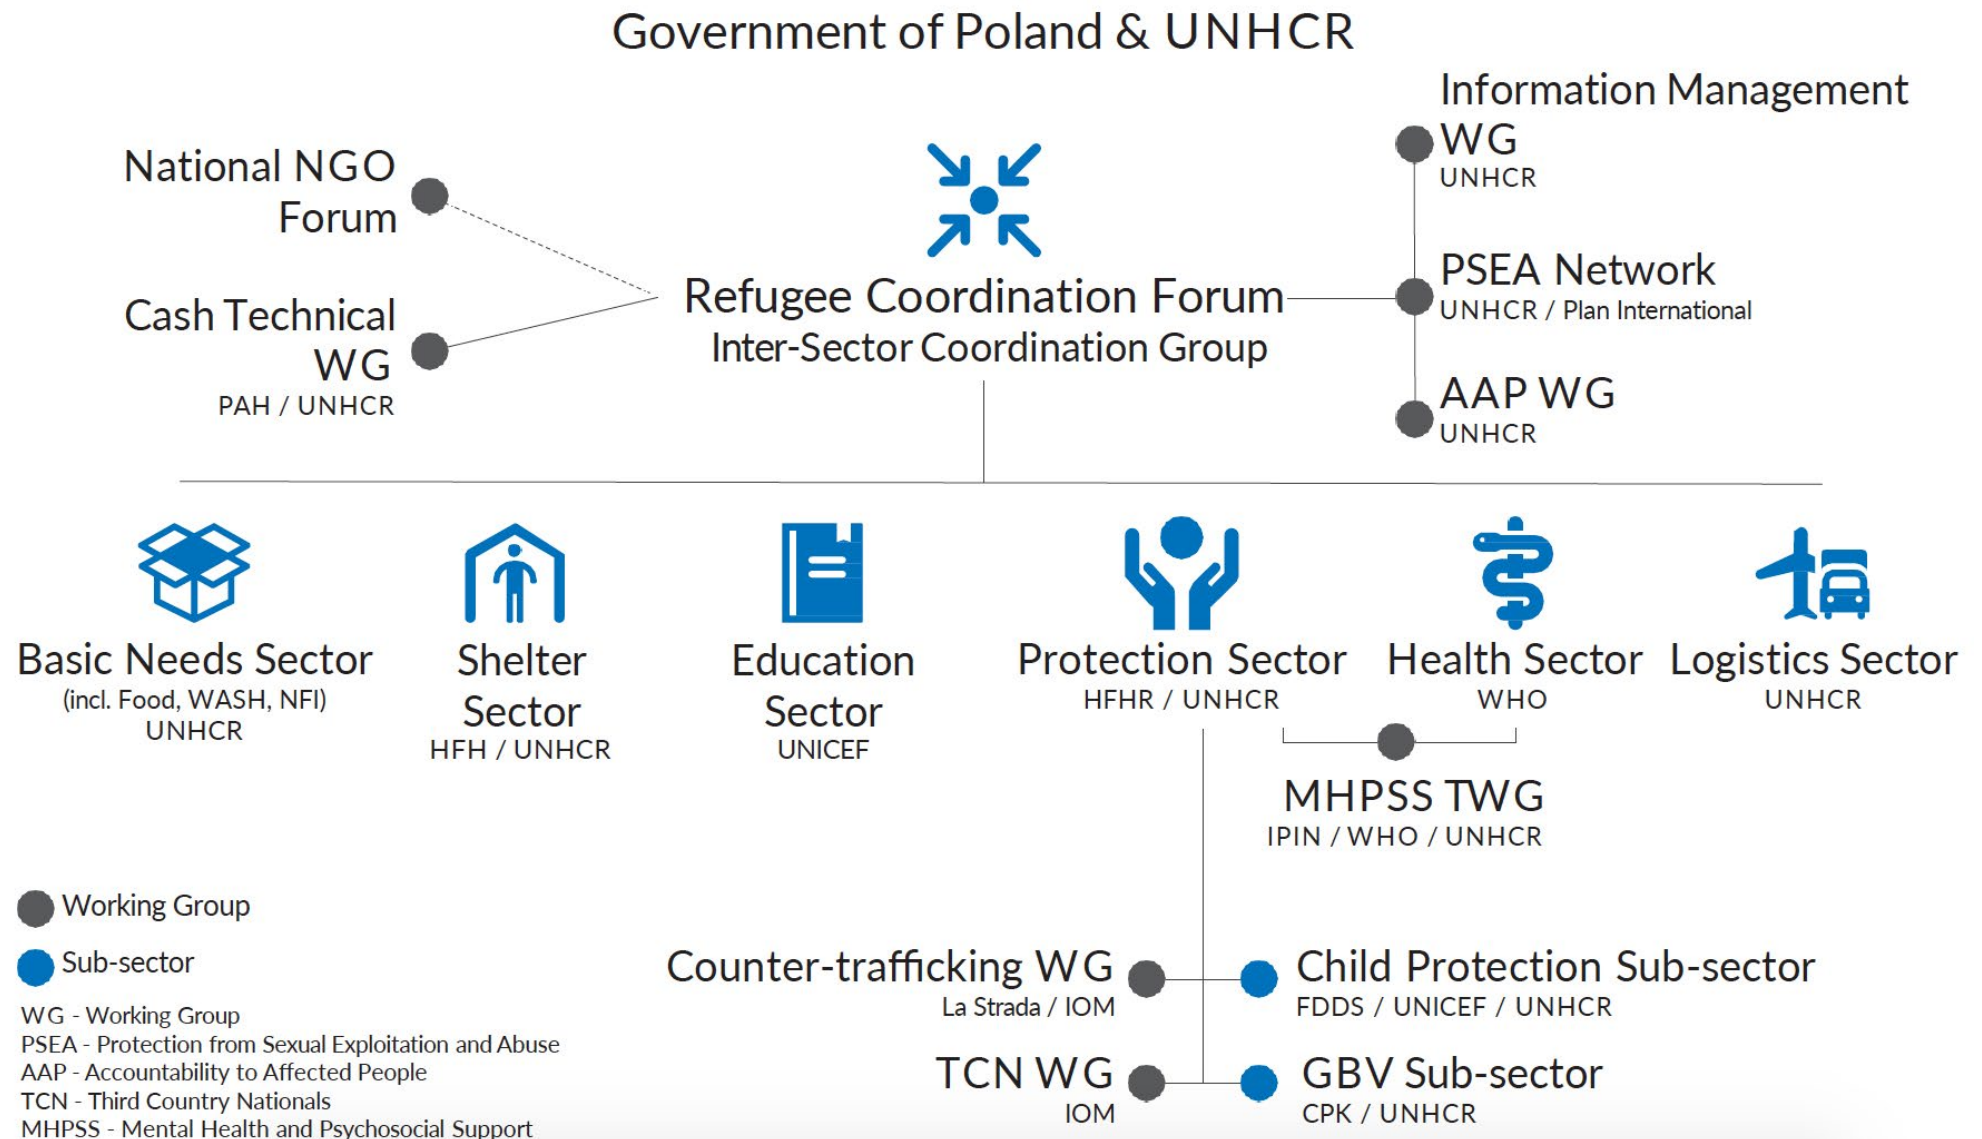 Government of Poland & UNHCR
National NGO
Forum
Cash Technical
WG
PAH / UNHCR
Refugee Coordination Forum
Inter-Sector Coordination Group
Information Management
WG
UNHCR
PSEA Network
UNHCR / Plan International
AAP WG
UNHCR
Basic Needs Sector
(incl. Food, WASH, NFI)
UNHCR
Shelter
Sector
HFH / UNHCR
Education
Sector
UNICEF
Protection Sector
HFHR / UNHCR
Health Sector
WHO
Logistics Sector
UNHCR
MHPSS TWG
IPIN / WHO / UNHCR
Counter-trafficking WG
La Strada / IOM
Child Protection Sub-sector
FDDS / UNICEF / UNHCR
TCN WG
IOM
GBV Sub-sector
CPK / UNHCR
Working Group
Sub-sector
WG - Working Group
PSEA - Protection from Sexual Exploitation and Abuse
AAP - Accountability to Affected People
TCN - Third Country Nationals
MHPSS - Mental Health and Psychosocial Support